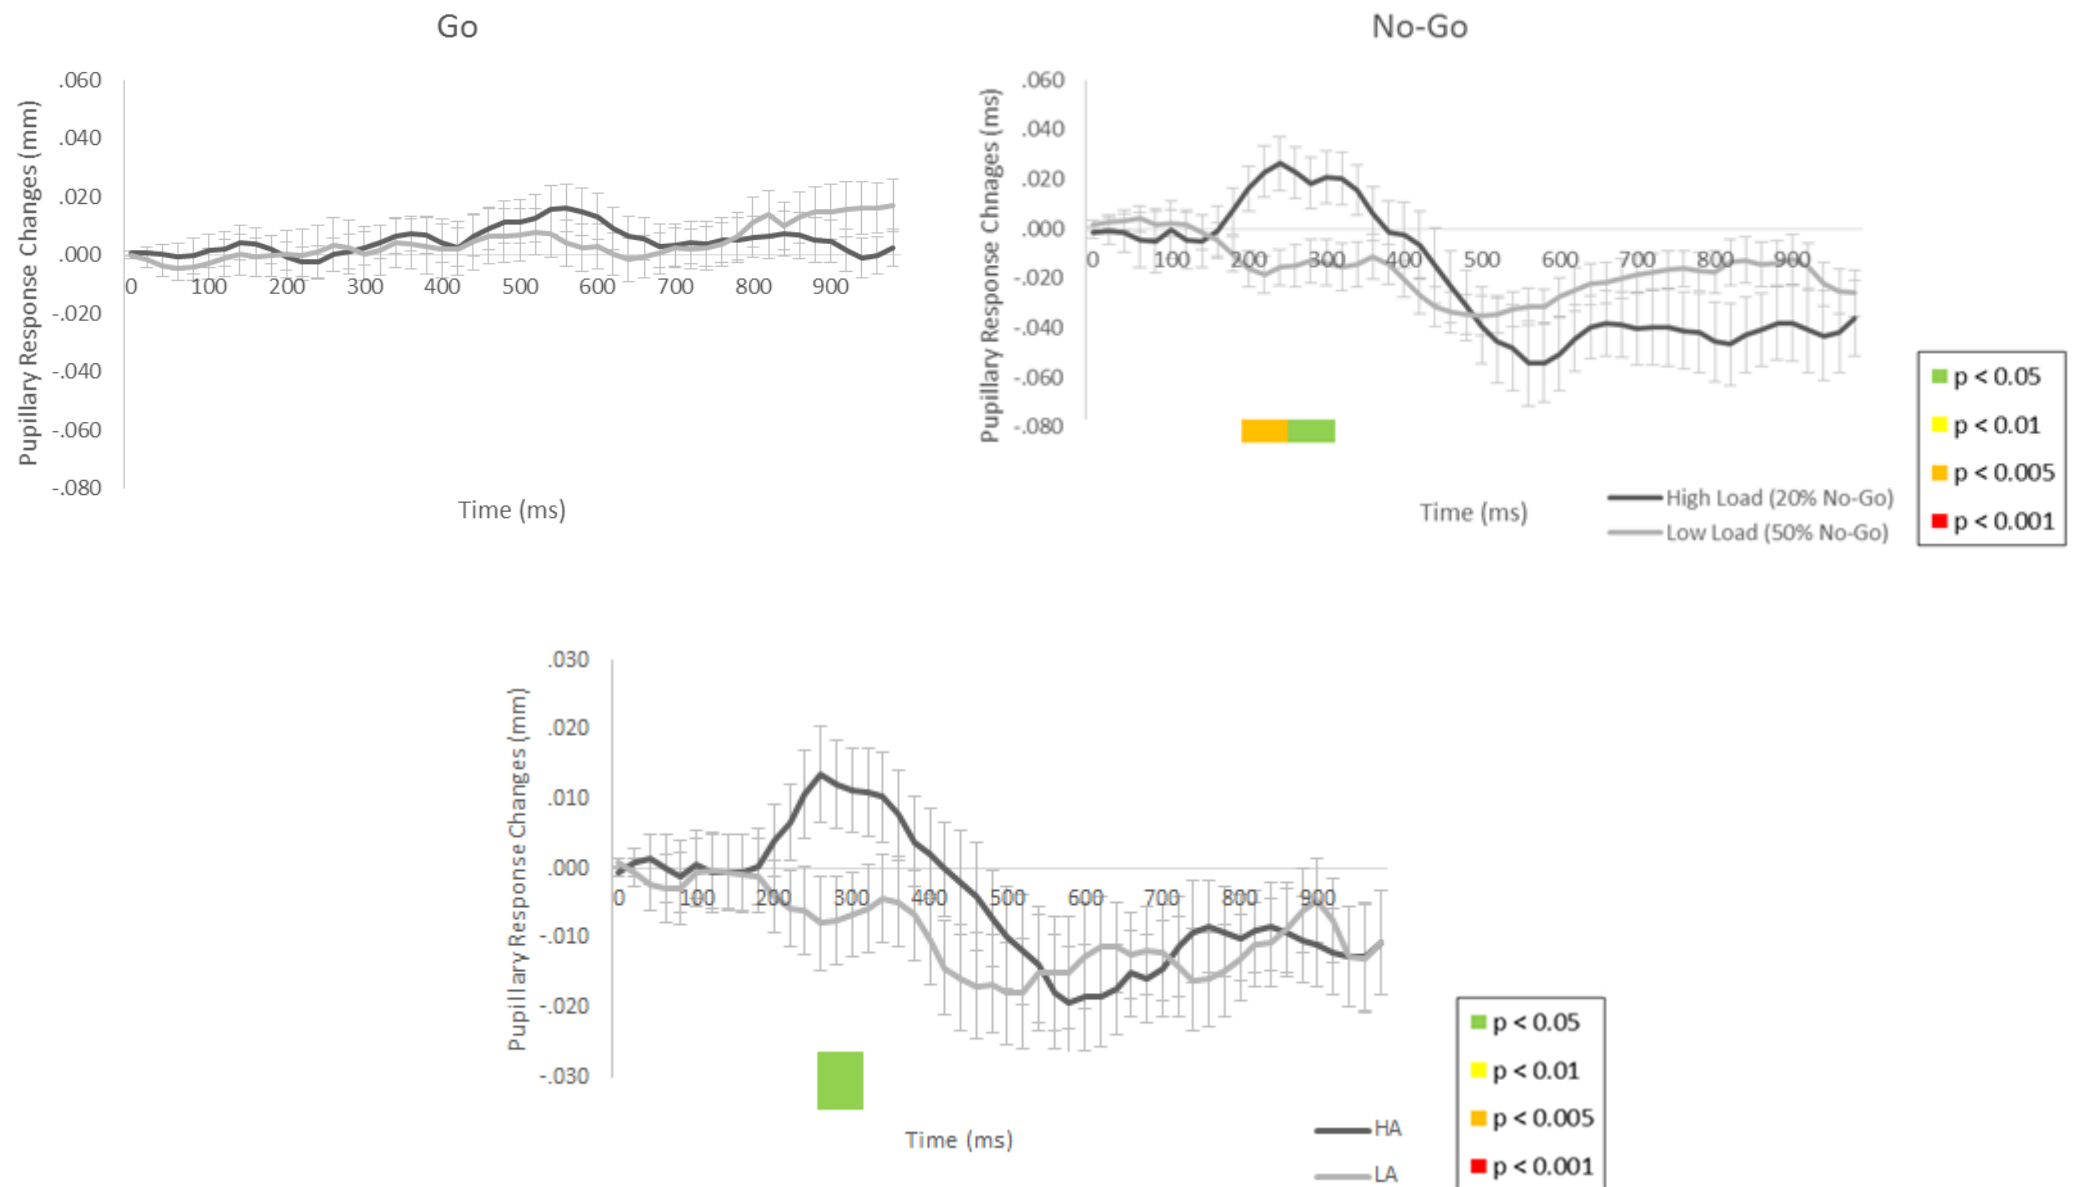 Go
.060
.040
.020
.000
-.020
-.040
-.060
-.080
Pupillary Response Changes (mm)
0 100 200 300 400 500 600 700 800 900
Time (ms)
No-Go
.060
.040
.020
.000
-.020
-.040
-.060
-.080
Pupillary Response Chnages (ms)
0 100 200 300 400 500 600 700 800 900
Time (ms)
High Load (20% No-Go)
Low Load (50% No-Go)
p < 0.05
p < 0.01
p < 0.005
p < 0.001
.030
.020
.010
.000
-.010
-.020
-.030
Pupillary Response Changes (mm)
0 100 200 300 400 500 600 700 800 900
Time (ms)
HA
LA
p < 0.05
p < 0.01
p < 0.005
p < 0.001